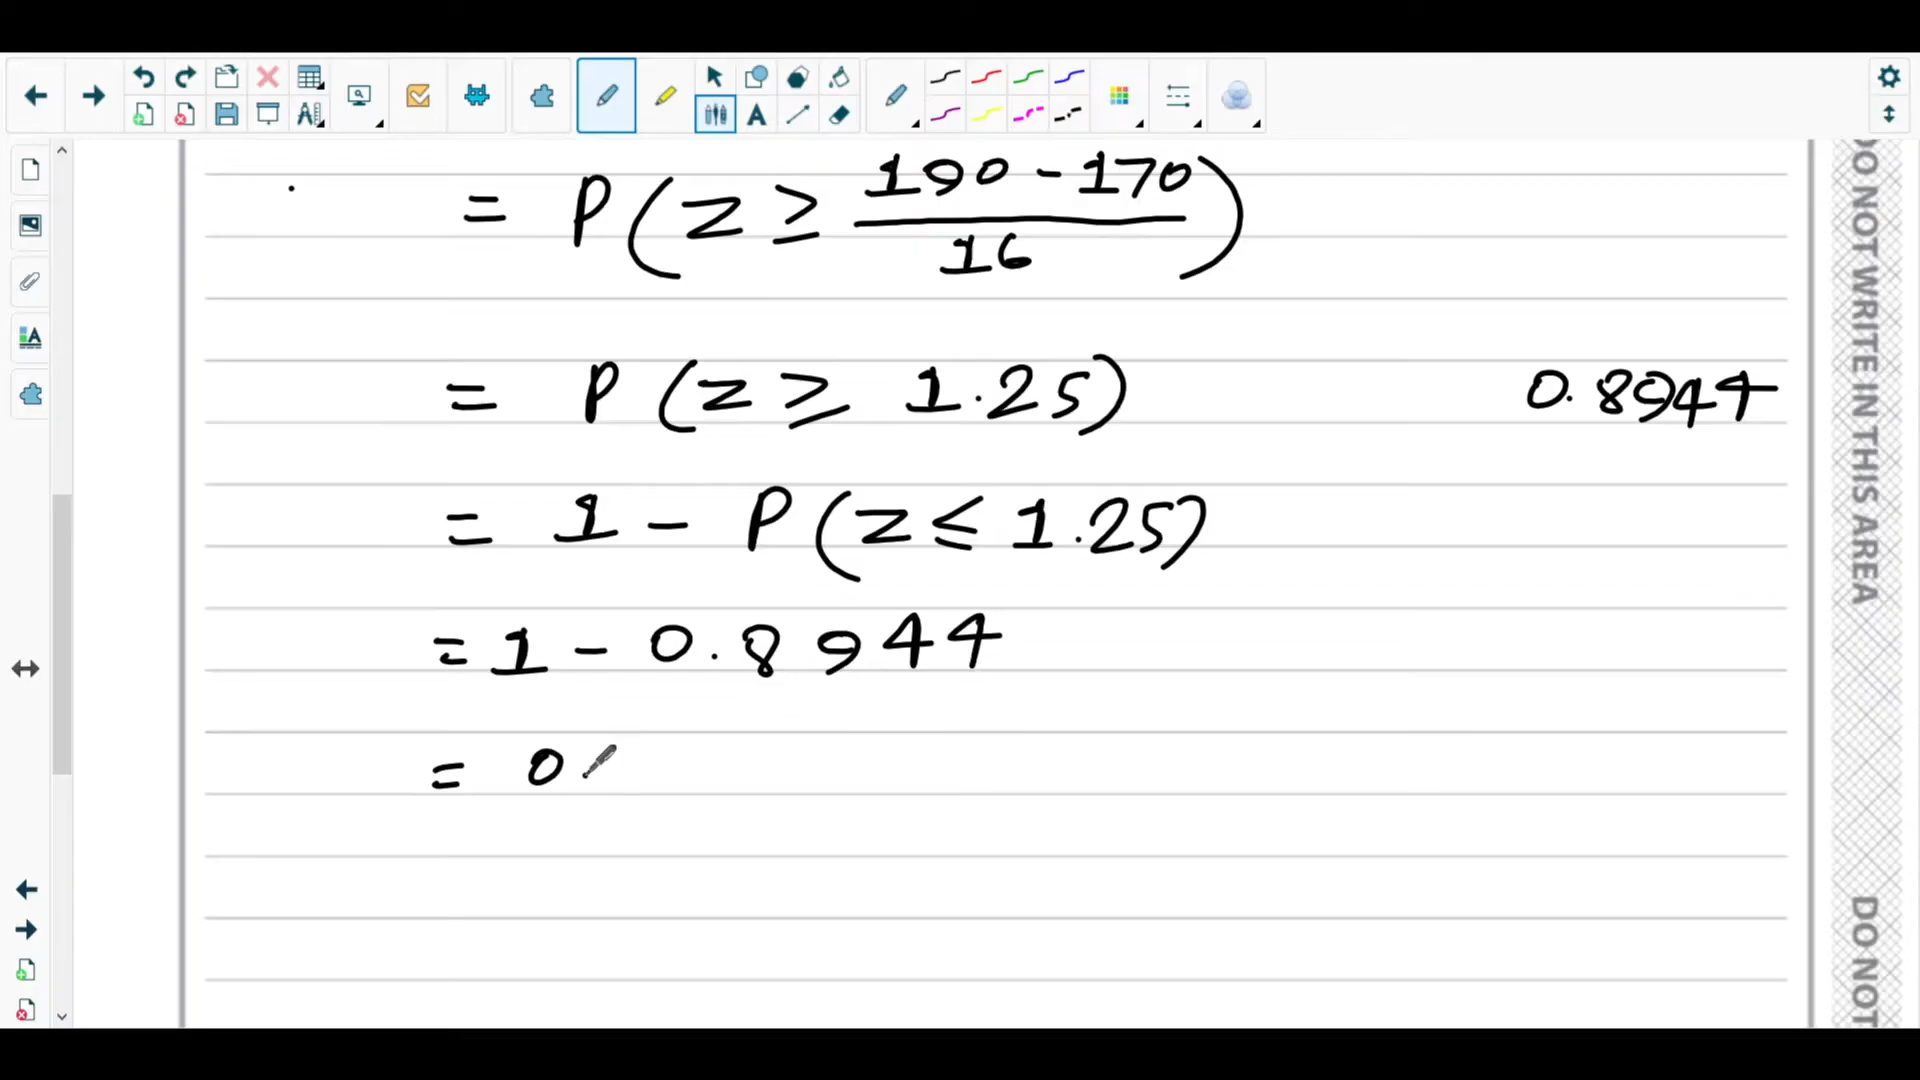 = P(Z ≥ (190 - 170)/16)
= P(Z ≥ 1.25) 0.8944
= 1 - P(Z ≤ 1.25)
= 1 - 0.8944
= 0
DO NOT WRITE IN THIS AREA
DO NOT